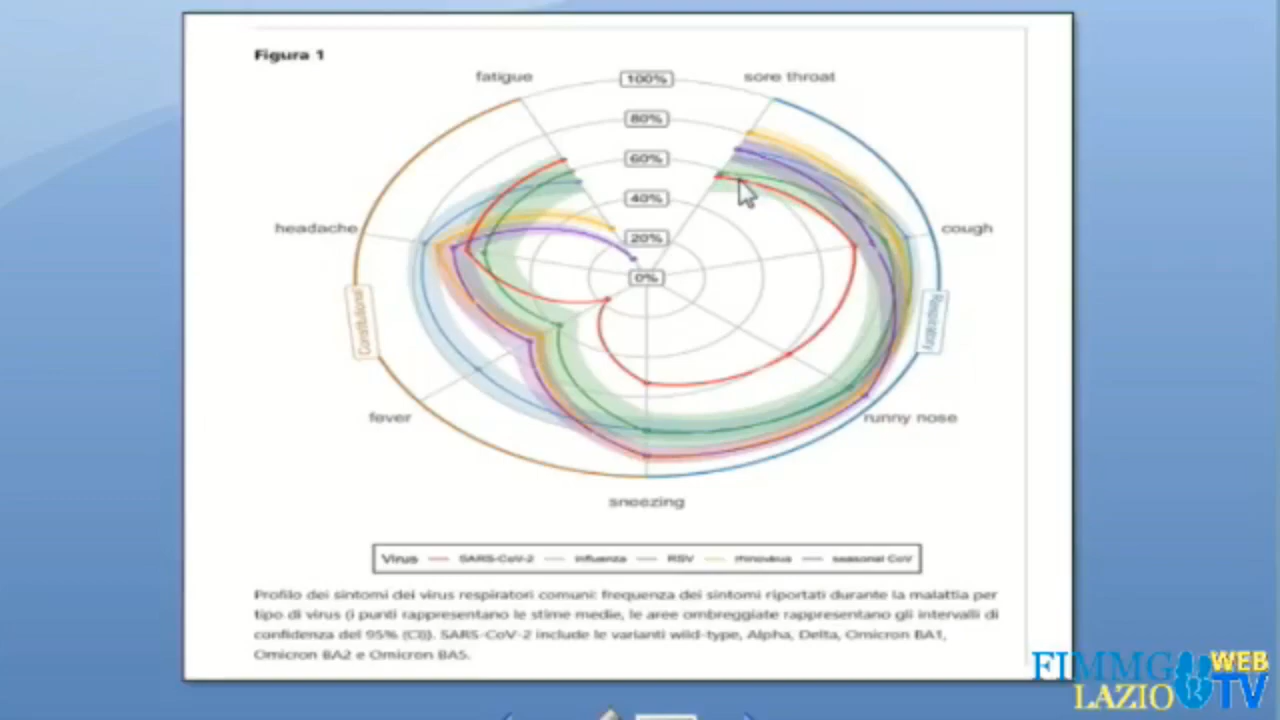 Figura 1
fatigue
100%
sore throat
80%
60%
40%
headache
20%
cough
0%
Constitutional
Respiratory
fever
runny nose
sneezing
Virus SARS-CoV-2 influenza RSV rhinovirus seasonal CoV
Profilo dei sintomi dei virus respiratori comuni: frequenza dei sintomi riportati durante la malattia per
tipo di virus (i punti rappresentano le stime medie, le aree ombreggiate rappresentano gli intervalli di
confidenza del 95% (CI)). SARS-CoV-2 include le varianti wild-type, Alpha, Delta, Omicron BA1,
Omicron BA2 e Omicron BA5.
FIMMG WEB
LAZIO TV